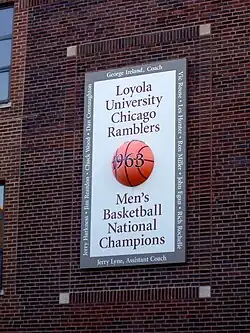 George Ireland, Coach
Loyola
University
Chicago
Ramblers
1963
Men's
Basketball
National
Champions
Jerry Lyne, Assistant Coach
Jerry Harkness • Jim Reardon • Chuck Wood • Dan Connaughton
Vic Rouse • Les Hunter • Ron Miller • John Egan • Rich Rochelle